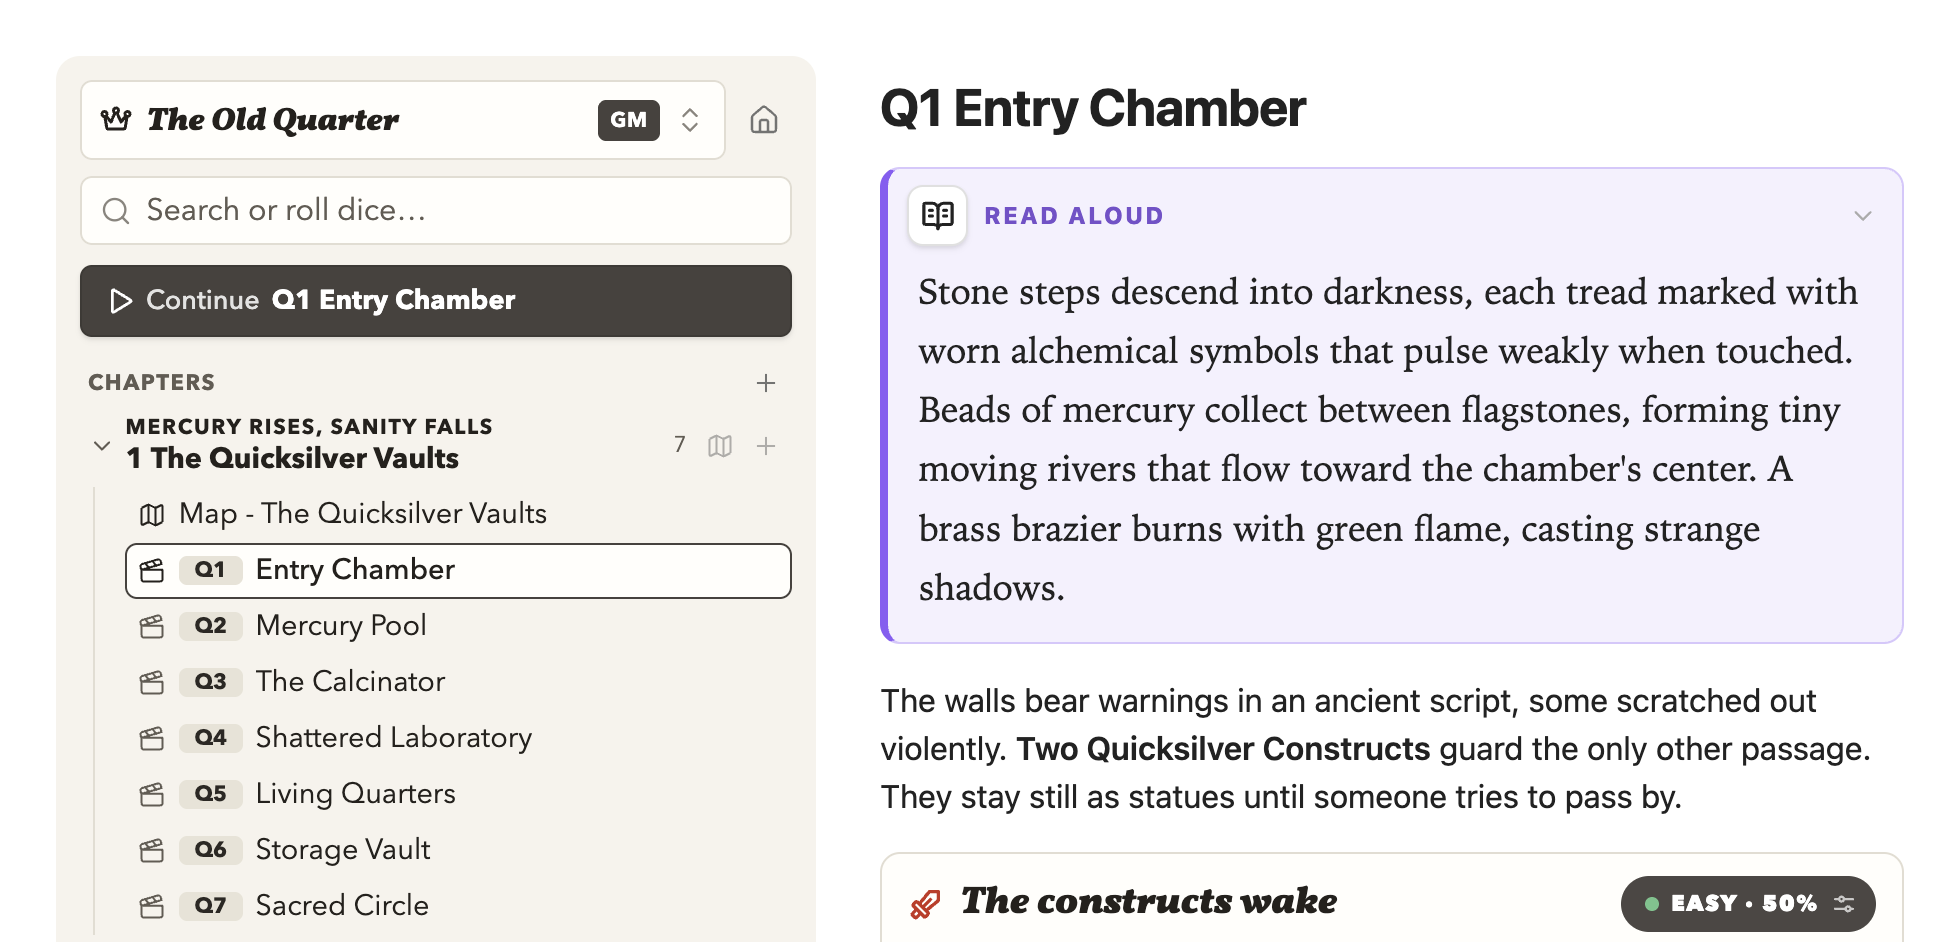 The Old Quarter GM
Search or roll dice...
Continue Q1 Entry Chamber
CHAPTERS
MERCURY RISES, SANITY FALLS
1 The Quicksilver Vaults 7
Map - The Quicksilver Vaults
Q1 Entry Chamber
Q2 Mercury Pool
Q3 The Calcinator
Q4 Shattered Laboratory
Q5 Living Quarters
Q6 Storage Vault
Q7 Sacred Circle
Q1 Entry Chamber
READ ALOUD
Stone steps descend into darkness, each tread marked with
worn alchemical symbols that pulse weakly when touched.
Beads of mercury collect between flagstones, forming tiny
moving rivers that flow toward the chamber's center. A
brass brazier burns with green flame, casting strange
shadows.
The walls bear warnings in an ancient script, some scratched out
violently. Two Quicksilver Constructs guard the only other passage.
They stay still as statues until someone tries to pass by.
The constructs wake
EASY • 50%